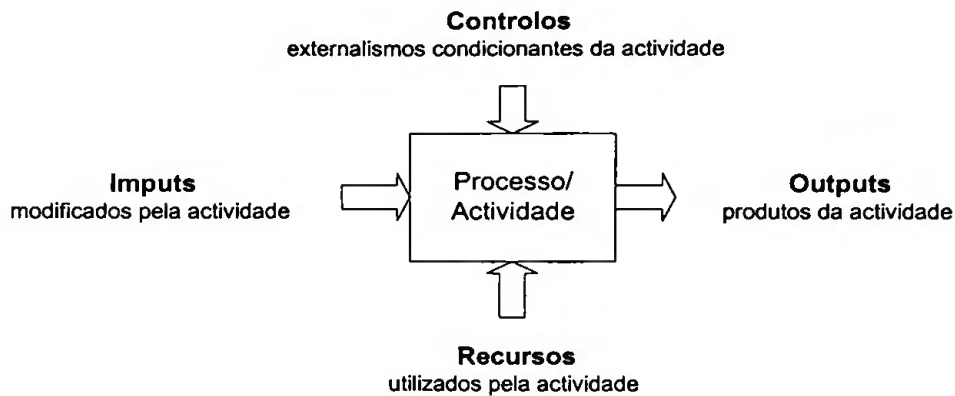 Controlos
externalismos condicionantes da actividade
Imputs
modificados pela actividade
Processo/
Actividade
Outputs
produtos da actividade
Recursos
utilizados pela actividade